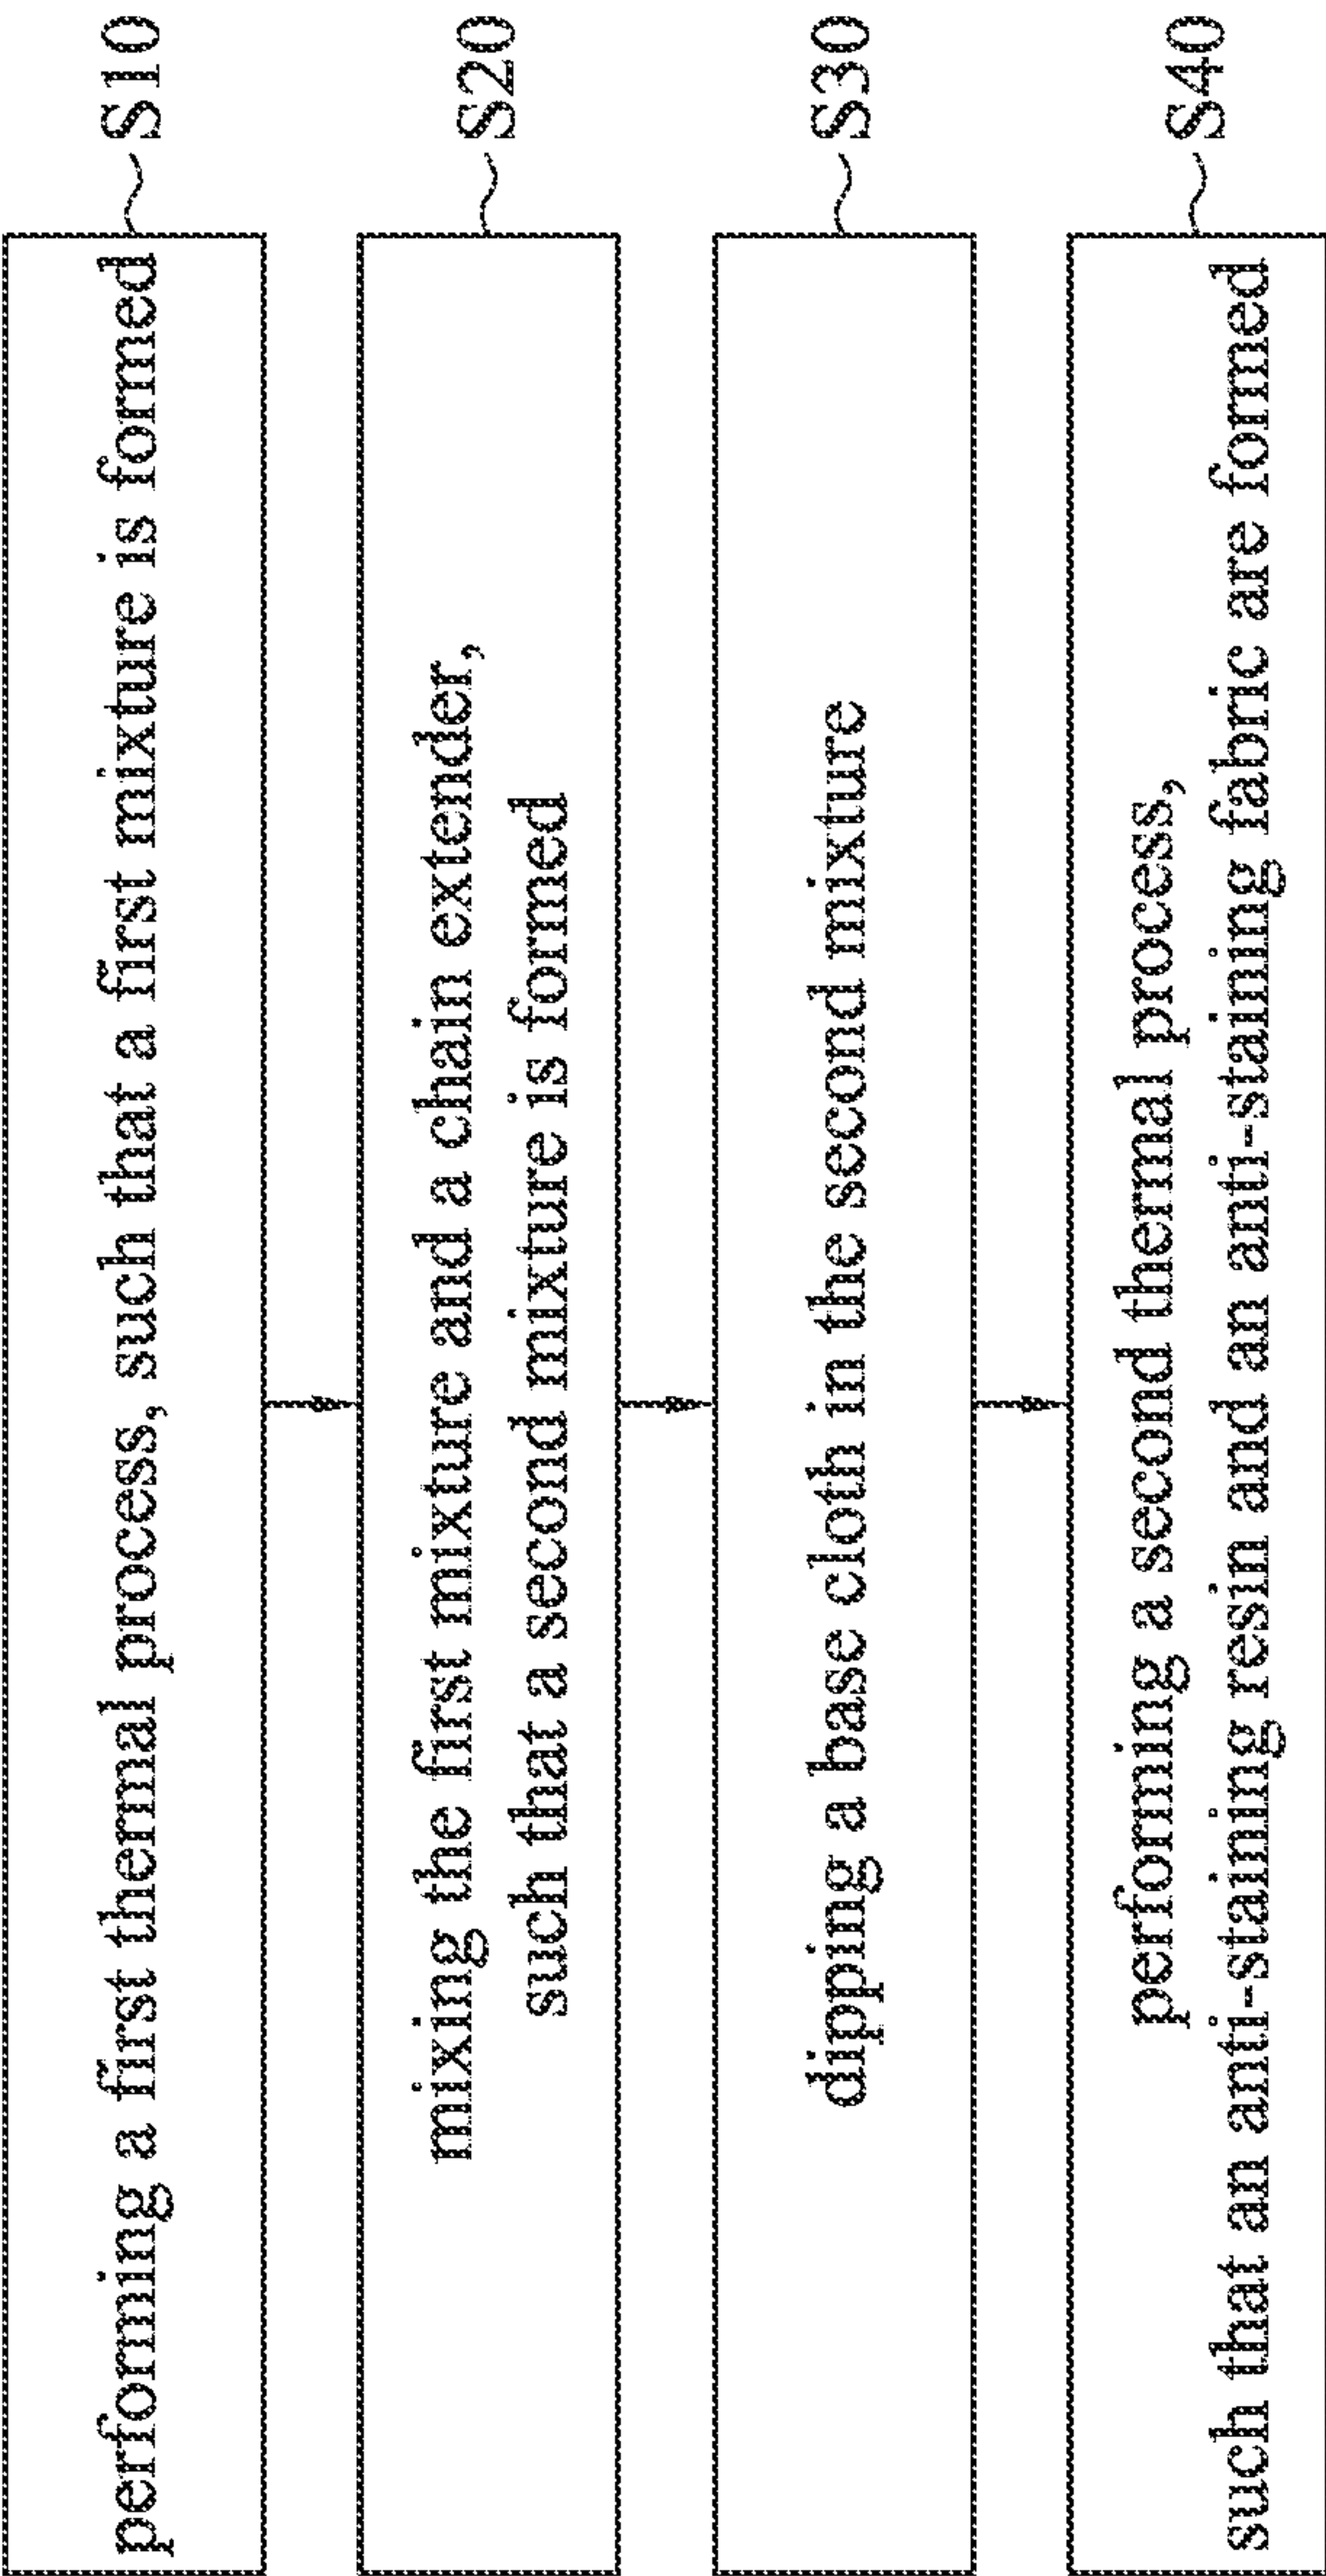 performing a first thermal process, such that a first mixture is formed
S10
mixing the first mixture and a chain extender,
such that a second mixture is formed
S20
dipping a base cloth in the second mixture
S30
performing a second thermal process,
such that an anti-staining resin and an anti-staining fabric are formed
S40